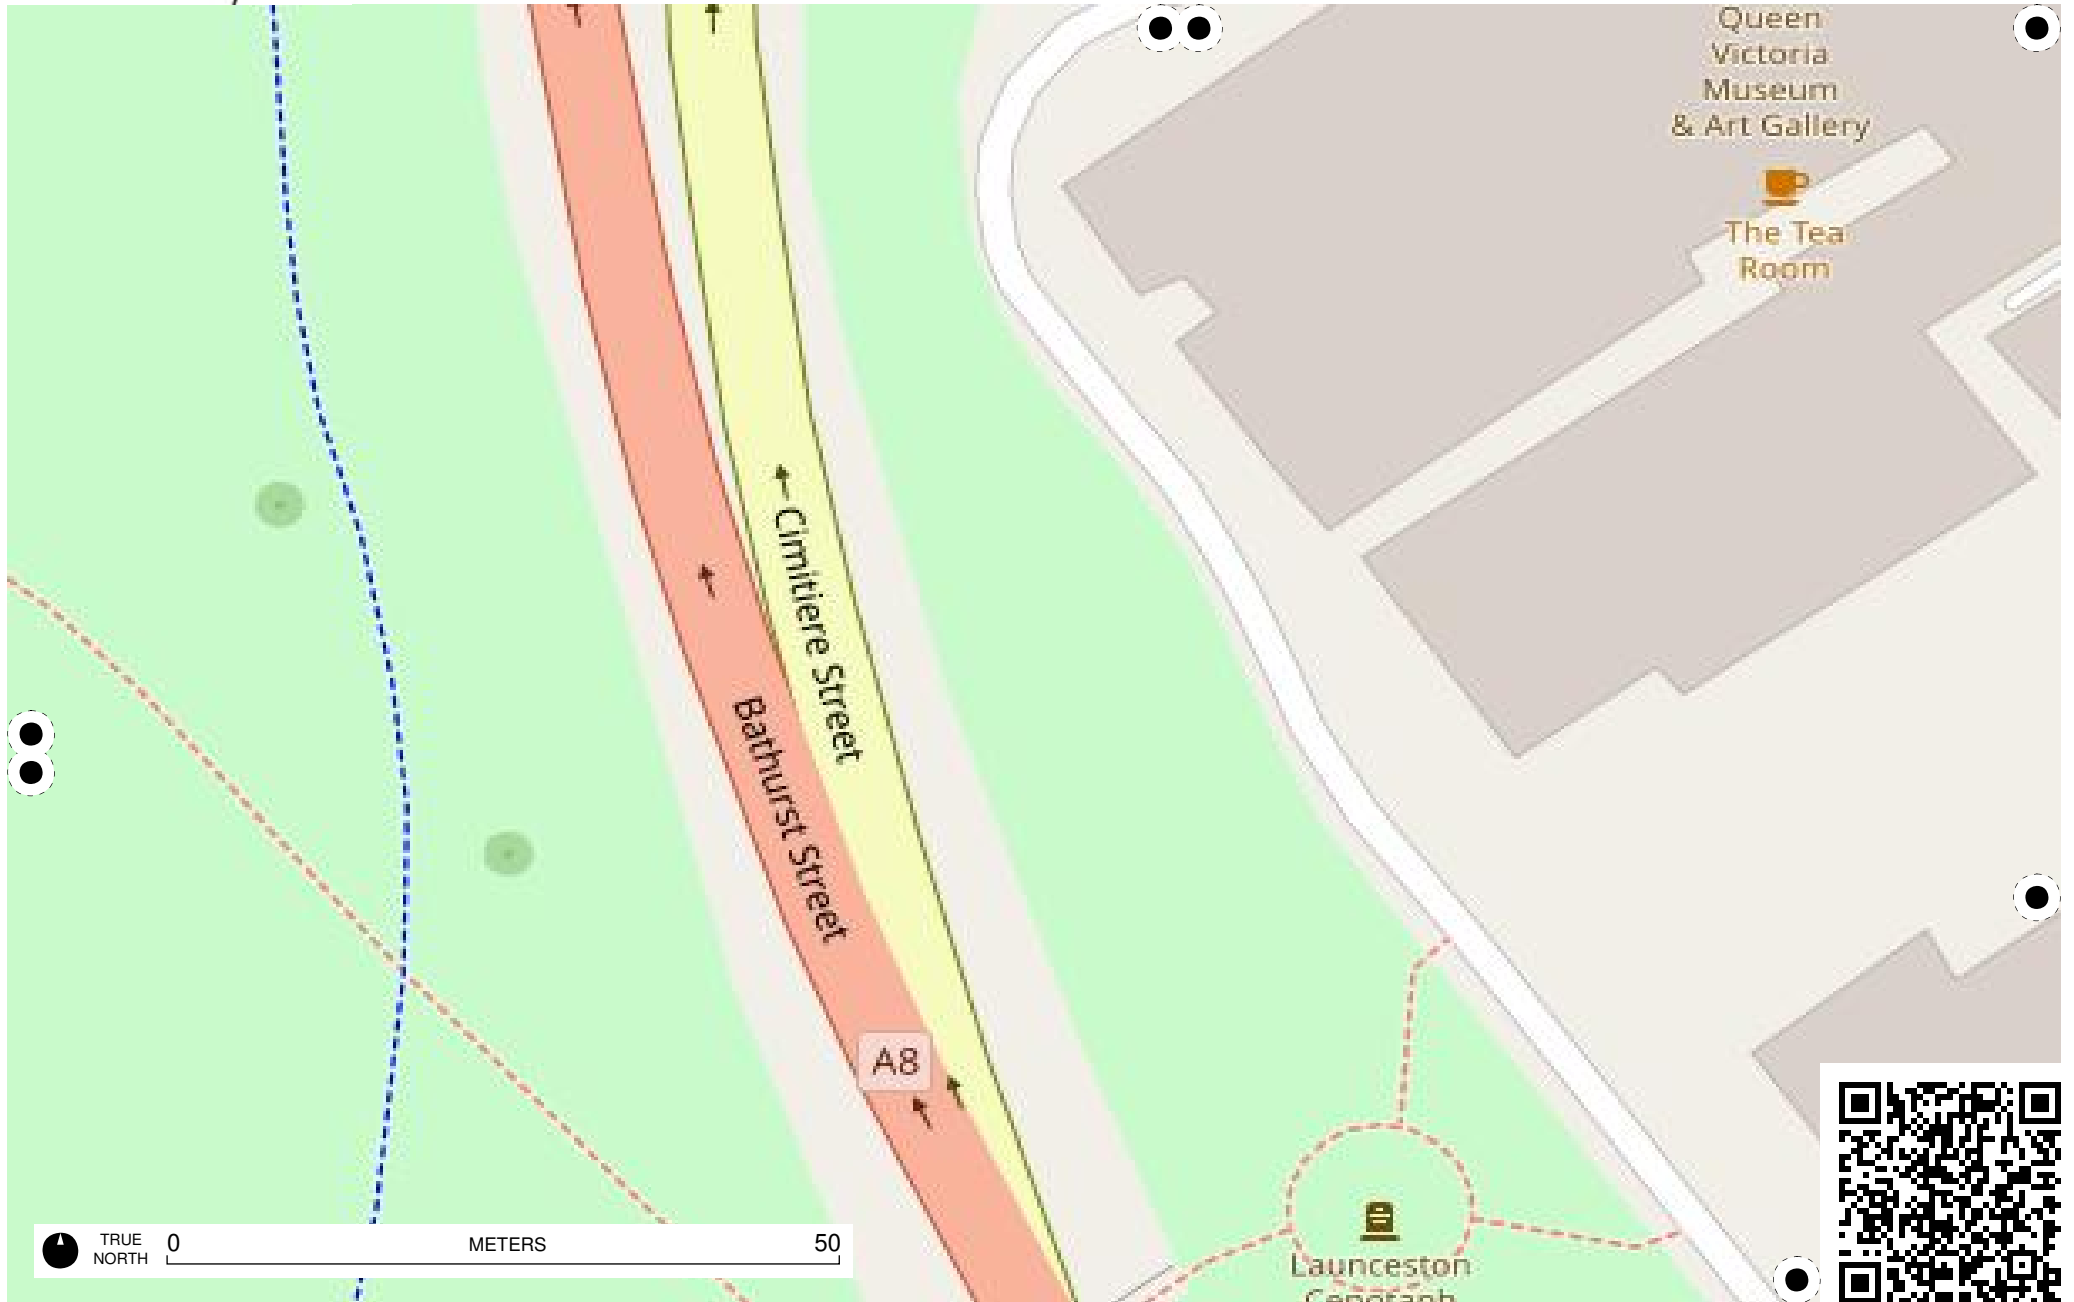 Queen
Victoria
Museum
& Art Gallery
The Tea
Room
Cimitiere Street
Bathurst Street
A8
Launceston
Cenotaph
TRUE
NORTH
0 METERS 50